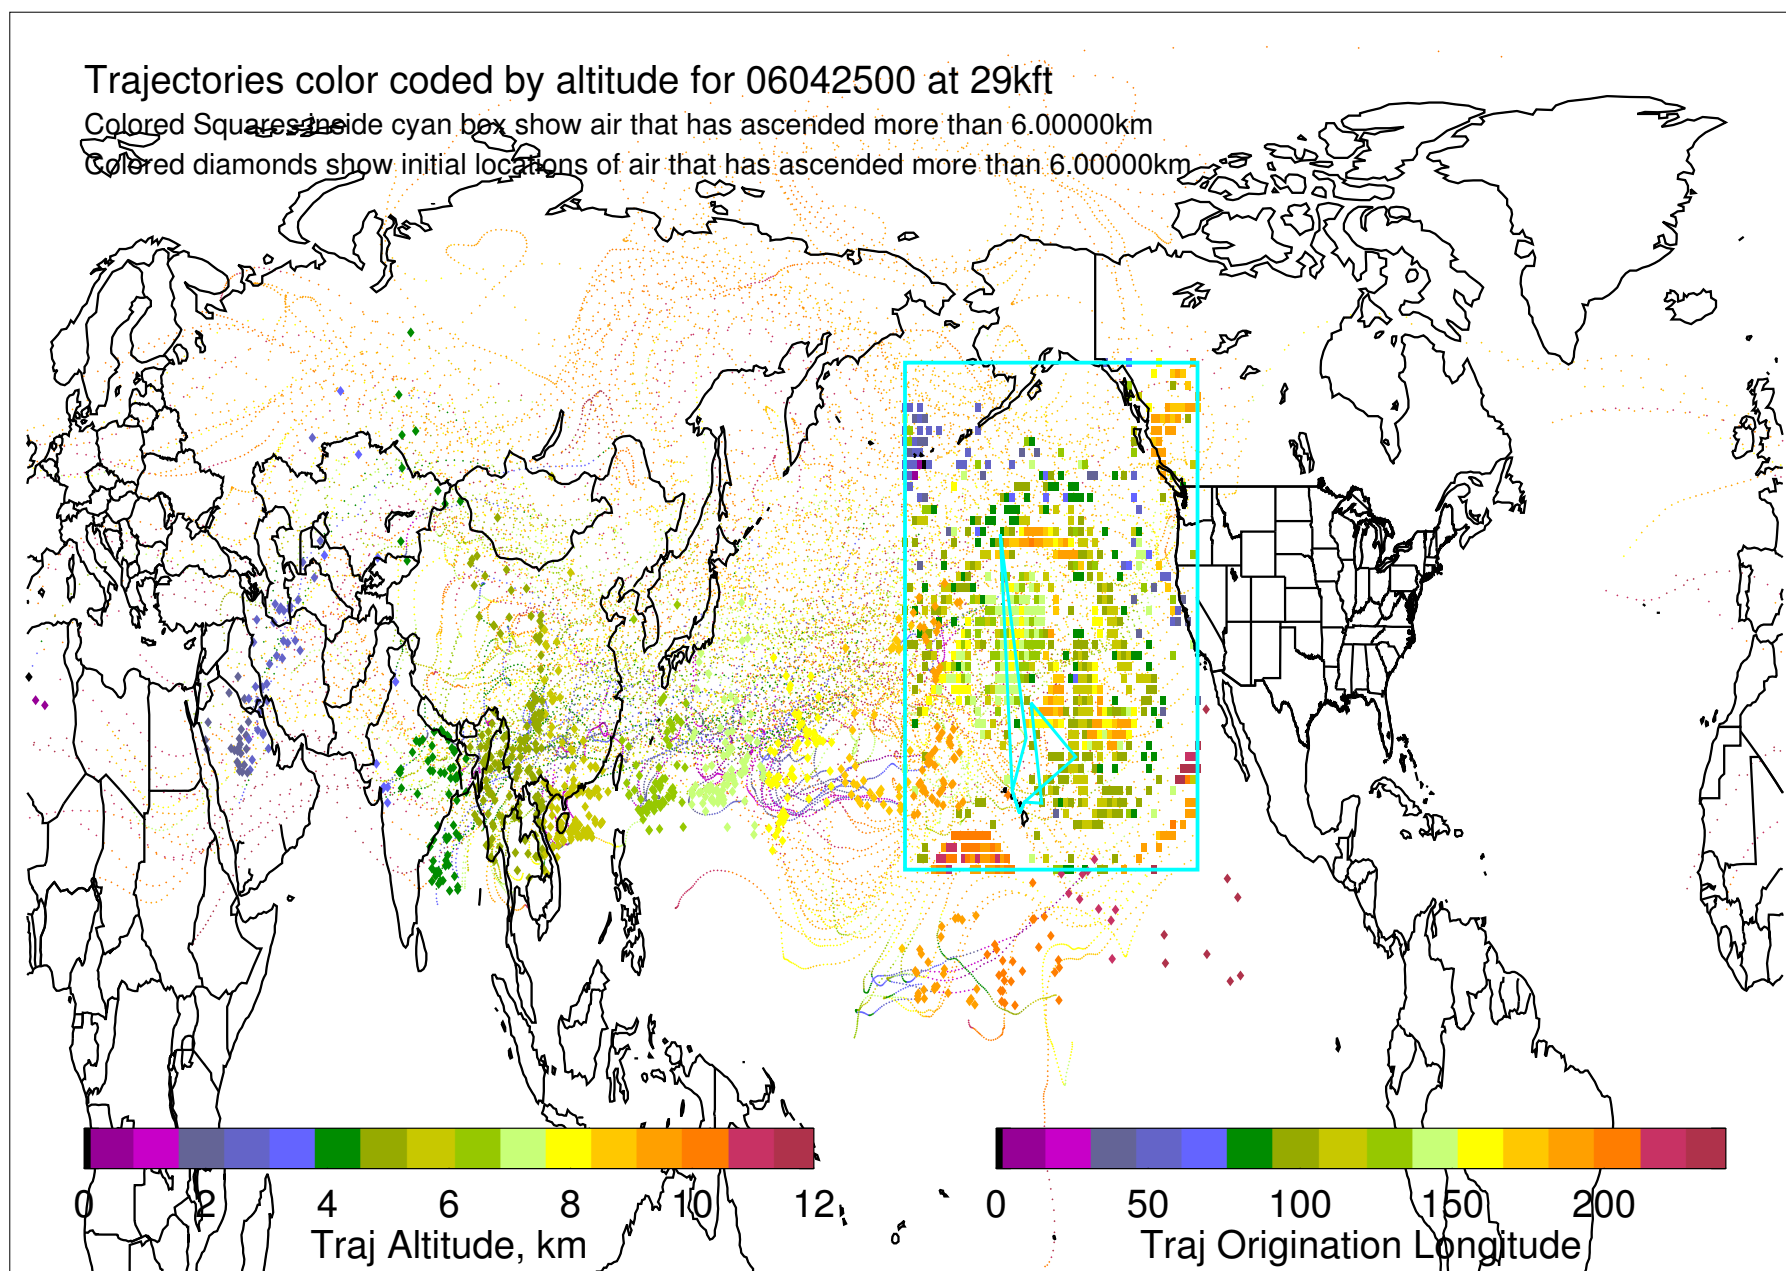 Trajectories color coded by altitude for 06042500 at 29kft
Colored Squares inside cyan box show air that has ascended more than 6.00000km
Colored diamonds show initial locations of air that has ascended more than 6.00000km
0 2 4 6 8 10 12
Traj Altitude, km
0 50 100 150 200
Traj Origination Longitude